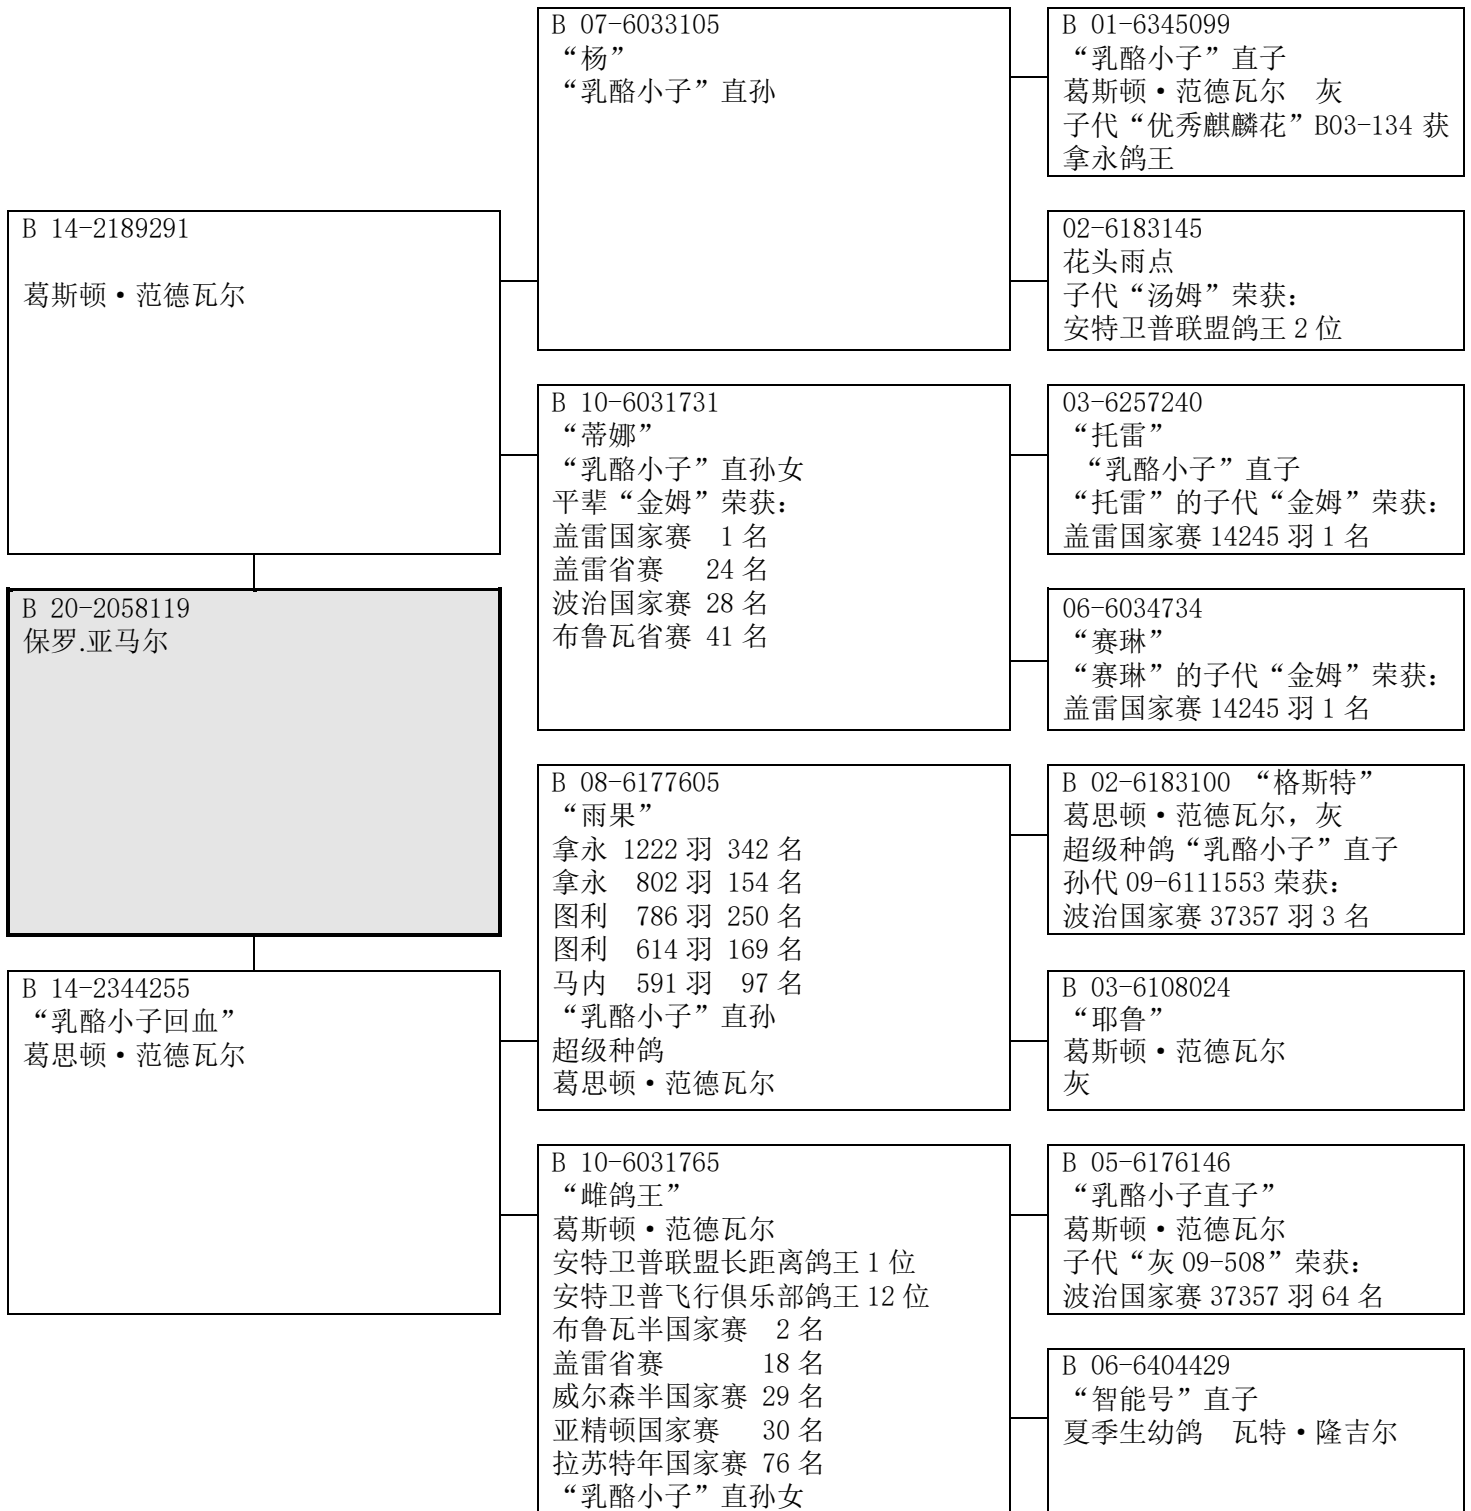 B 14-2189291
葛斯顿·范德瓦尔
B 20-2058119
保罗.亚马尔
B 14-2344255
“乳酪小子回血”
葛思顿·范德瓦尔
B 07-6033105
“杨”
“乳酪小子”直孙
B 10-6031731
“蒂娜”
“乳酪小子”直孙女
平辈“金姆”荣获：
盖雷国家赛 1 名
盖雷省赛 24 名
波治国家赛 28 名
布鲁瓦省赛 41 名
B 08-6177605
“雨果”
拿永 1222 羽 342 名
拿永 802 羽 154 名
图利 786 羽 250 名
图利 614 羽 169 名
马内 591 羽 97 名
“乳酪小子”直孙
超级种鸽
葛思顿·范德瓦尔
B 10-6031765
“雌鸽王”
葛斯顿·范德瓦尔
安特卫普联盟长距离鸽王 1 位
安特卫普飞行俱乐部鸽王 12 位
布鲁瓦半国家赛 2 名
盖雷省赛 18 名
威尔森半国家赛 29 名
亚精顿国家赛 30 名
拉苏特年国家赛 76 名
“乳酪小子”直孙女
B 01-6345099
“乳酪小子”直子
葛斯顿·范德瓦尔 灰
子代“优秀麒麟花”B03-134 获
拿永鸽王
02-6183145
花头雨点
子代“汤姆”荣获：
安特卫普联盟鸽王 2 位
03-6257240
“托雷”
“乳酪小子”直子
“托雷”的子代“金姆”荣获：
盖雷国家赛 14245 羽 1 名
06-6034734
“赛琳”
“赛琳”的子代“金姆”荣获：
盖雷国家赛 14245 羽 1 名
B 02-6183100 “格斯特”
葛思顿·范德瓦尔，灰
超级种鸽“乳酪小子”直子
孙代 09-6111553 荣获：
波治国家赛 37357 羽 3 名
B 03-6108024
“耶鲁”
葛斯顿·范德瓦尔
灰
B 05-6176146
“乳酪小子直子”
葛斯顿·范德瓦尔
子代“灰 09-508”荣获：
波治国家赛 37357 羽 64 名
B 06-6404429
“智能号”直子
夏季生幼鸽 瓦特·隆吉尔